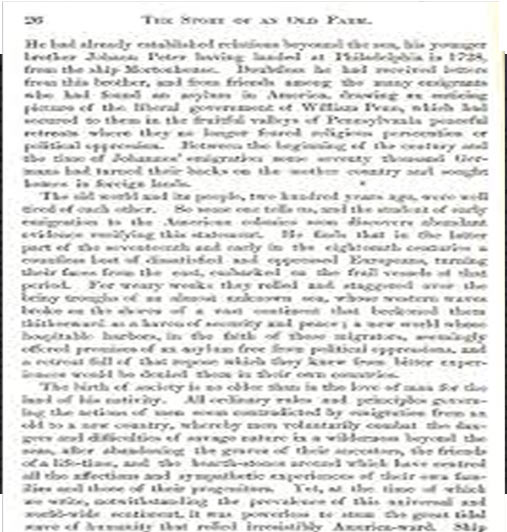 26 THE STORY OF AN OLD FARM.
He had already established relations beyond the sea, his younger
brother Johann Peter having landed at Philadelphia in 1728,
from the ship Mortonhouse. Doubtless he had received letters
from this brother, and from friends among the many emigrants
who had found an asylum in America, drawing an enticing
picture of the liberal government of William Penn, which had
secured to them in the fruitful valleys of Pennsylvania peaceful
retreats where they no longer feared religious persecution or
political oppression. Between the beginning of the century and
the time of Johannes' emigration some seventy thousand Ger-
mans had turned their backs on the mother country and sought
homes in foreign lands.
The old world and its people, two hundred years ago, were well
tired of each other. So some one tells us, and the student of early
emigration to the American colonies soon discovers abundant
evidence verifying this statement. He finds that in the latter
part of the seventeenth and early in the eighteenth centuries a
countless host of dissatisfied and oppressed Europeans, turning
their faces from the east, embarked on the frail vessels of that
period. For weary weeks they rolled and staggered over the
briny troughs of an almost unknown sea, whose western waves
broke on the shores of a vast continent that beckoned them
thitherward as a haven of security and peace; a new world whose
hospitable harbors, in the faith of these migrators, seemingly
offered promises of an asylum free from political oppressions, and
a retreat full of that repose which they knew from bitter exper-
iences would be denied them in their own countries.
The birth of society is no older than is the love of man for the
land of his nativity. All ordinary rules and principles govern-
ing the actions of men seem contradicted by emigration from an
old to a new country, whereby men voluntarily combat the dan-
gers and difficulties of savage nature in a wilderness beyond the
seas, after abandoning the graves of their ancestors, the friends
of a life-time, and the hearth-stones around which have centred
all the affections and sympathetic experiences of their own fam-
ilies and those of their progenitors. Yet, at the time of which
we write, notwithstanding the prevalence of this universal and
world-wide sentiment, it was powerless to stem the great tidal
wave of humanity that rolled irresistibly America-ward. Ship